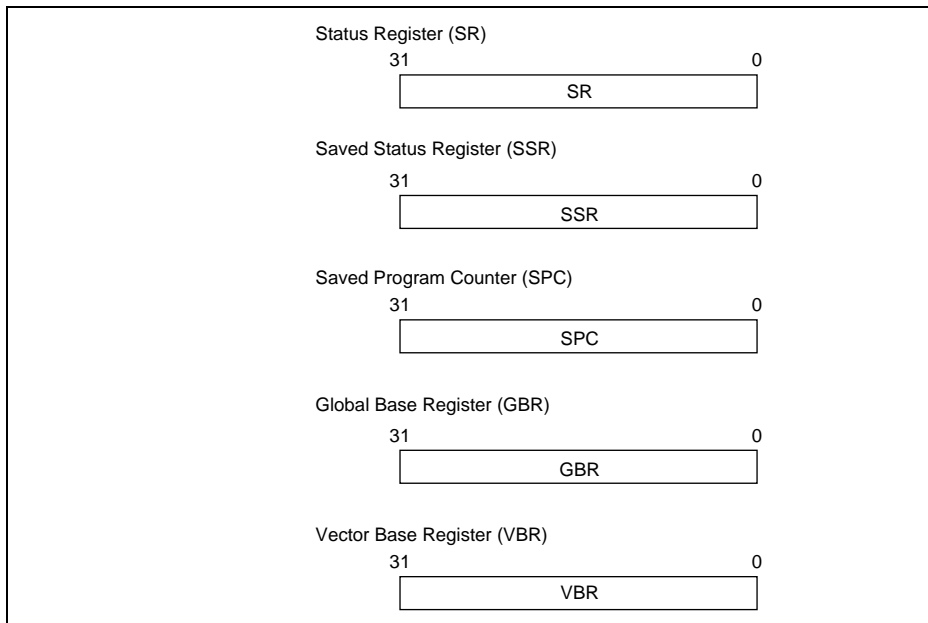 Status Register (SR)
31 0
SR
Saved Status Register (SSR)
31 0
SSR
Saved Program Counter (SPC)
31 0
SPC
Global Base Register (GBR)
31 0
GBR
Vector Base Register (VBR)
31 0
VBR